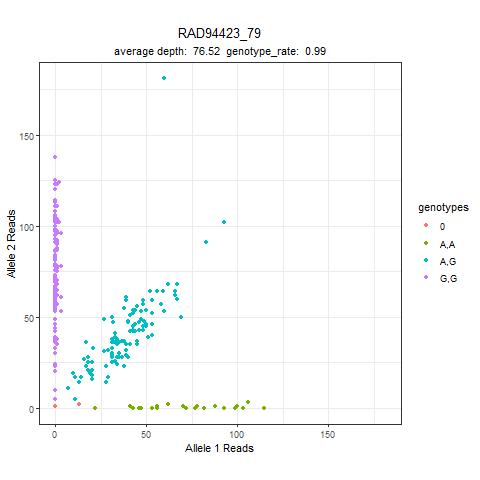 RAD94423_79
average depth:  76.52  genotype_rate:  0.99
genotypes
0
A,A
A,G
G,G
150
100
50
0
Allele 2 Reads
0
50
100
150
Allele 1 Reads